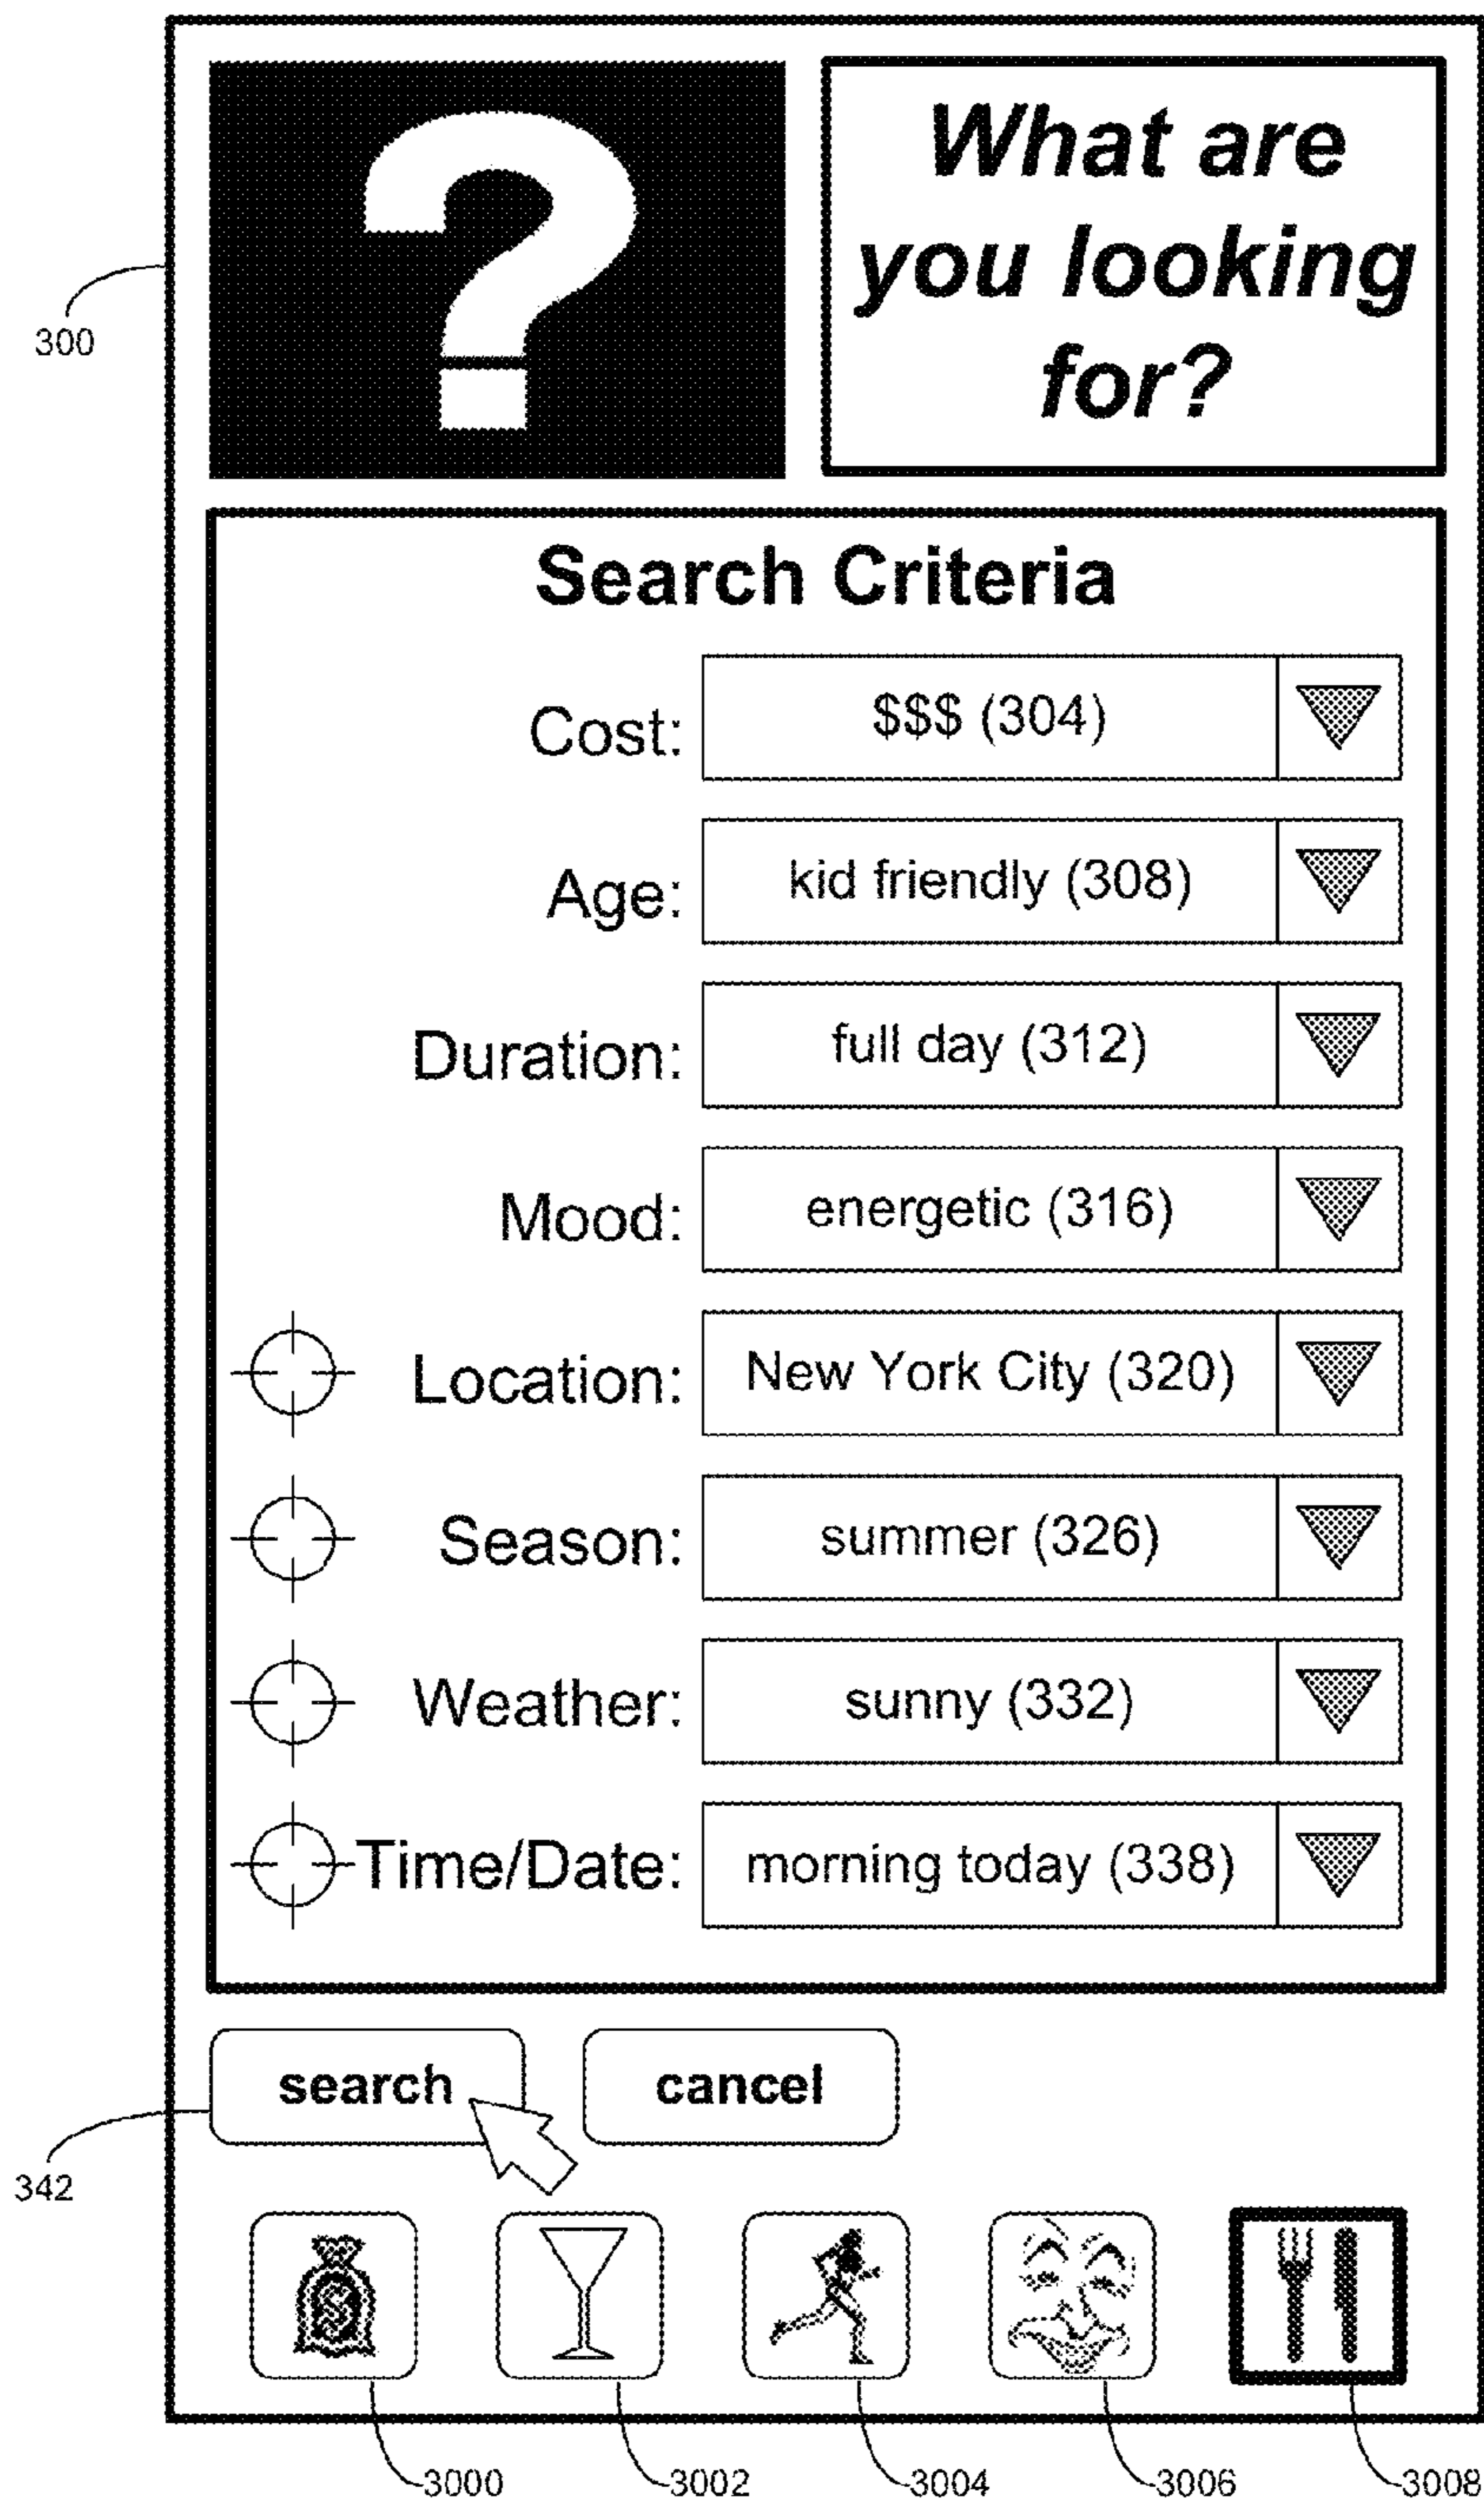 What are
you looking
for?
300
Search Criteria
Cost: $$$ (304)
Age: kid friendly (308)
Duration: full day (312)
Mood: energetic (316)
Location: New York City (320)
Season: summer (326)
Weather: sunny (332)
Time/Date: morning today (338)
search cancel
342
3000 3002 3004 3006 3008